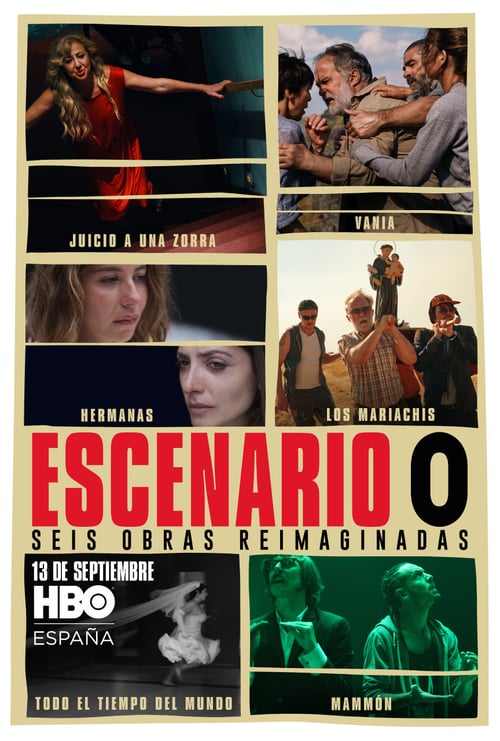 JUICIO A UNA ZORRA
VANIA
HERMANAS
LOS MARIACHIS
ESCENARIO 0
SEIS OBRAS REIMAGINADAS
13 DE SEPTIEMBRE
HBO
ESPAÑA
TODO EL TIEMPO DEL MUNDO
MAMMÓN